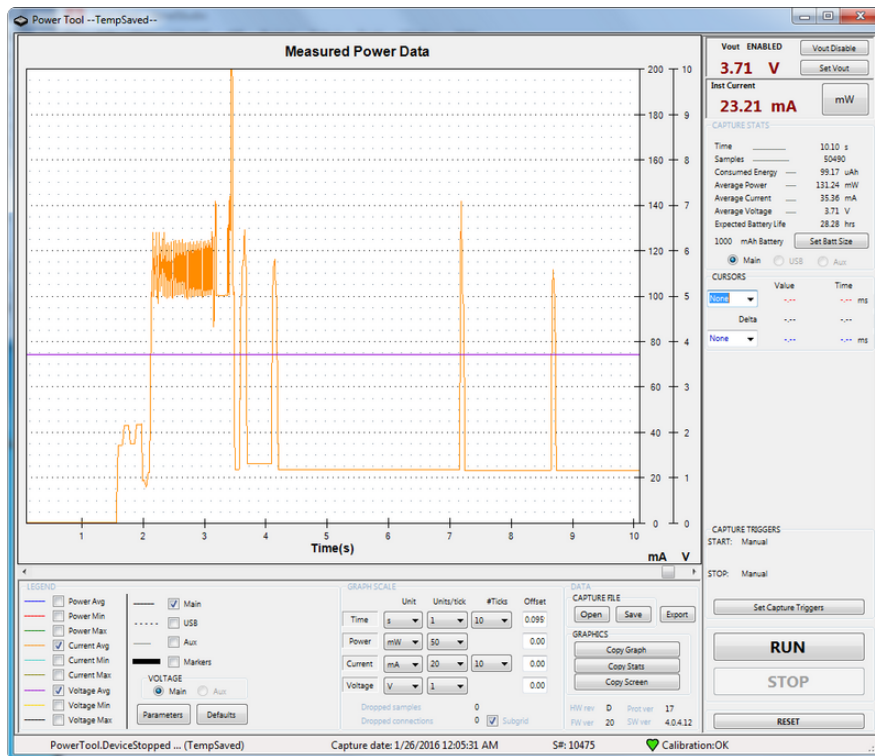 Power Tool --TempSaved--
Measured Power Data
200 10
180 9
160 8
140 7
120 6
100 5
80 4
60 3
40 2
20 1
0 0
1 2 3 4 5 6 7 8 9 10
Time(s)
mA V
Vout ENABLED
Vout Disable
3.71 V
Set Vout
Inst Current
23.21 mA
mW
CAPTURE STATS
Time 10.10 s
Samples 50490
Consumed Energy 99.17 uAh
Average Power 131.24 mW
Average Current 35.36 mA
Average Voltage 3.71 V
Expected Battery Life 28.28 hrs
1000 mAh Battery Set Batt Size
Main USB Aux
CURSORS
Value Time
None -.-- -.-- ms
Delta -.-- -.--
None -.-- -.-- ms
CAPTURE TRIGGERS
START: Manual
STOP: Manual
Set Capture Triggers
RUN
STOP
RESET
LEGEND
Power Avg
Power Min
Power Max
Current Avg
Current Min
Current Max
Voltage Avg
Voltage Min
Voltage Max
Main
USB
Aux
Markers
VOLTAGE
Main Aux
Parameters Defaults
GRAPH SCALE
Unit Units/tick #Ticks Offset
Time s 1 10 0.095
Power mW 50 0.00
Current mA 20 10 0.00
Voltage V 1 0.00
Dropped samples 0
Dropped connections 0 Subgrid
DATA
CAPTURE FILE
Open Save Export
GRAPHICS
Copy Graph
Copy Stats
Copy Screen
HW rev D Prot ver 17
FW ver 20 SW ver 4.0.4.12
PowerTool.DeviceStopped ... (TempSaved) Capture date: 1/26/2016 12:05:31 AM S#: 10475 Calibration:OK